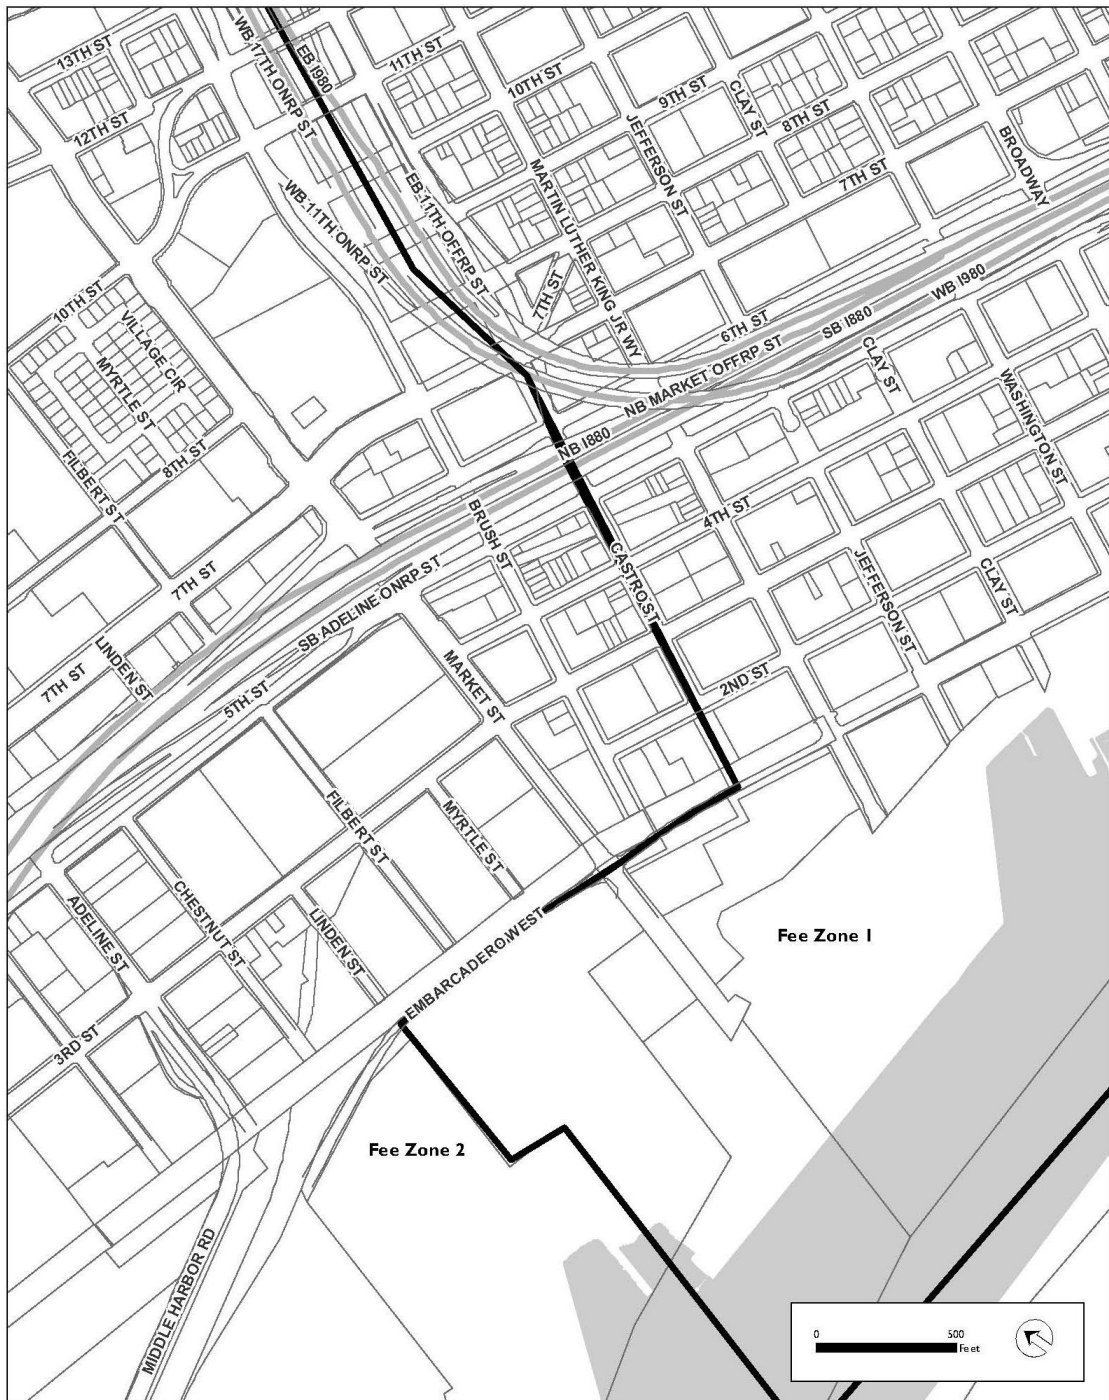 13TH ST
WB 17TH ONRP ST
EB I980
11TH ST
10TH ST
9TH ST
CLAY ST
8TH ST
12TH ST
JEFFERSON ST
BROADWAY
7TH ST
MARTIN LUTHER KING JR WY
EB 11TH OFFRP ST
WB 11TH ONRP ST
7TH ST
10TH ST
VILLAGE CIR
MYRTLE ST
6TH ST
NB MARKET OFFRP ST
SB I880
WB I980
CLAY ST
WASHINGTON ST
FILBERT ST
8TH ST
NB I880
BRUSH ST
4TH ST
7TH ST
CASTRO ST
JEFFERSON ST
CLAY ST
SB ADELINE ONRP ST
LINDEN ST
7TH ST
5TH ST
MARKET ST
2ND ST
FILBERT ST
MYRTLE ST
ADELINE ST
CHESTNUT ST
LINDEN ST
EMBARCADERO WEST
Fee Zone 1
3RD ST
Fee Zone 2
MIDDLE HARBOR RD
0 500
Feet